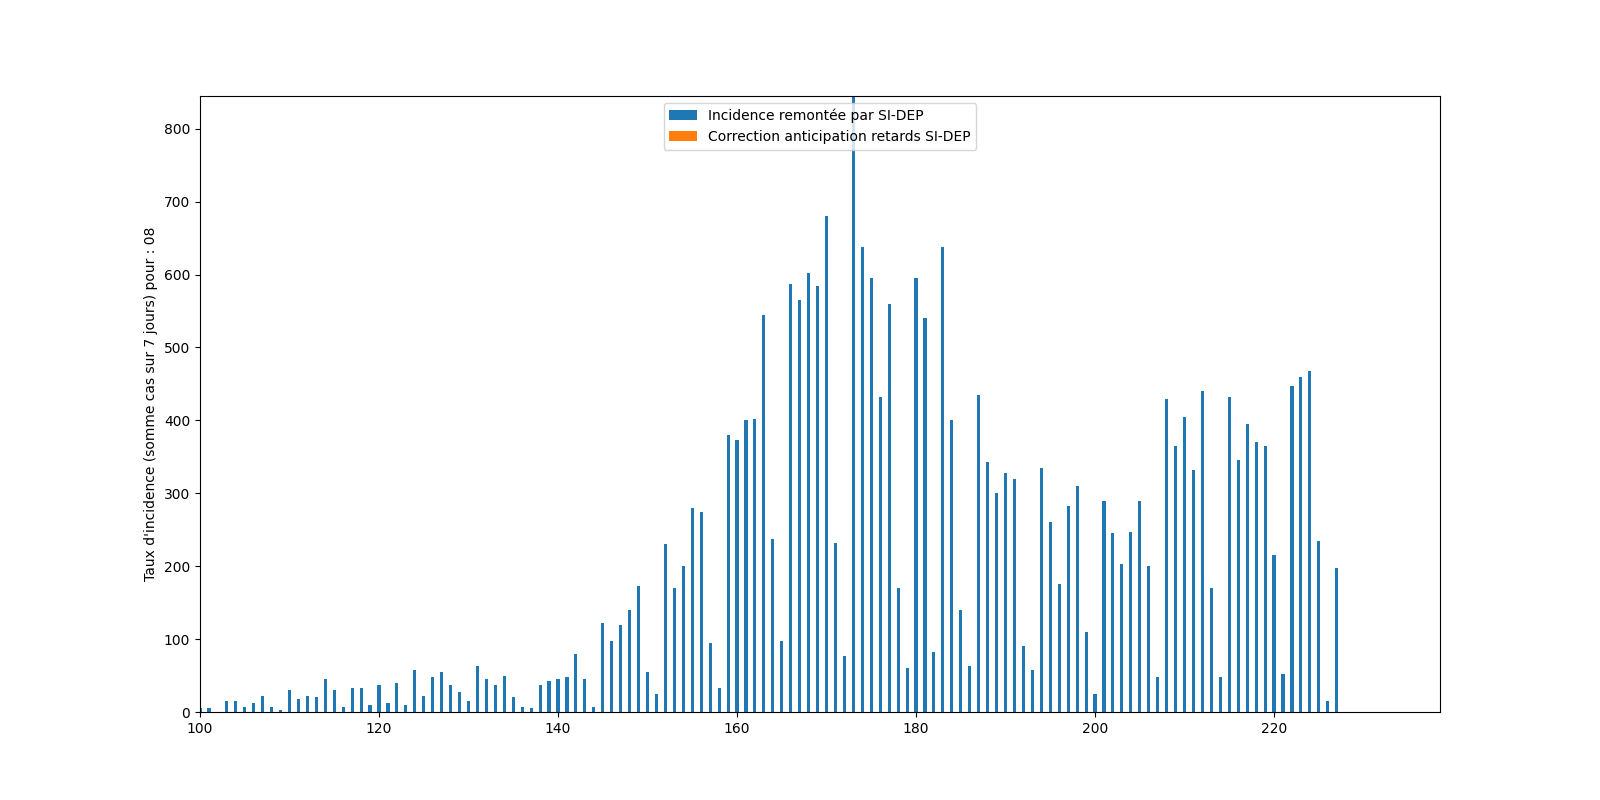 Incidence remontée par SI-DEP
Correction anticipation retards SI-DEP
Taux d'incidence (somme cas sur 7 jours) pour : 08
800
700
600
500
400
300
200
100
0
100 120 140 160 180 200 220